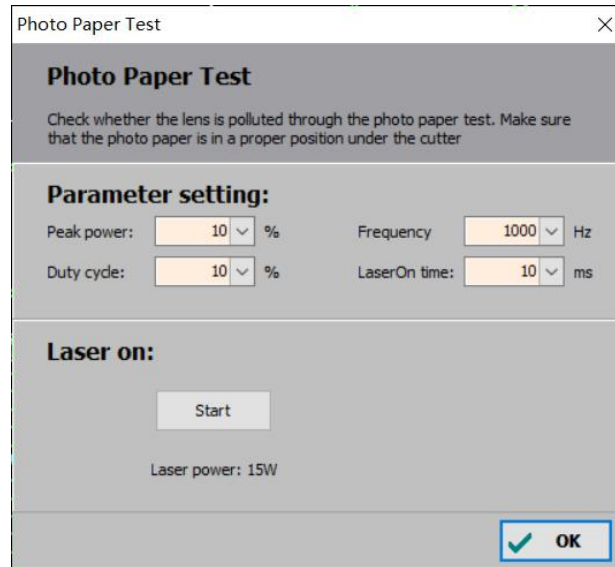 Photo Paper Test
Photo Paper Test
Check whether the lens is polluted through the photo paper test. Make sure
that the photo paper is in a proper position under the cutter
Parameter setting:
Peak power: 10 % Frequency 1000 Hz
Duty cycle: 10 % LaserOn time: 10 ms
Laser on:
Start
Laser power: 15W
OK